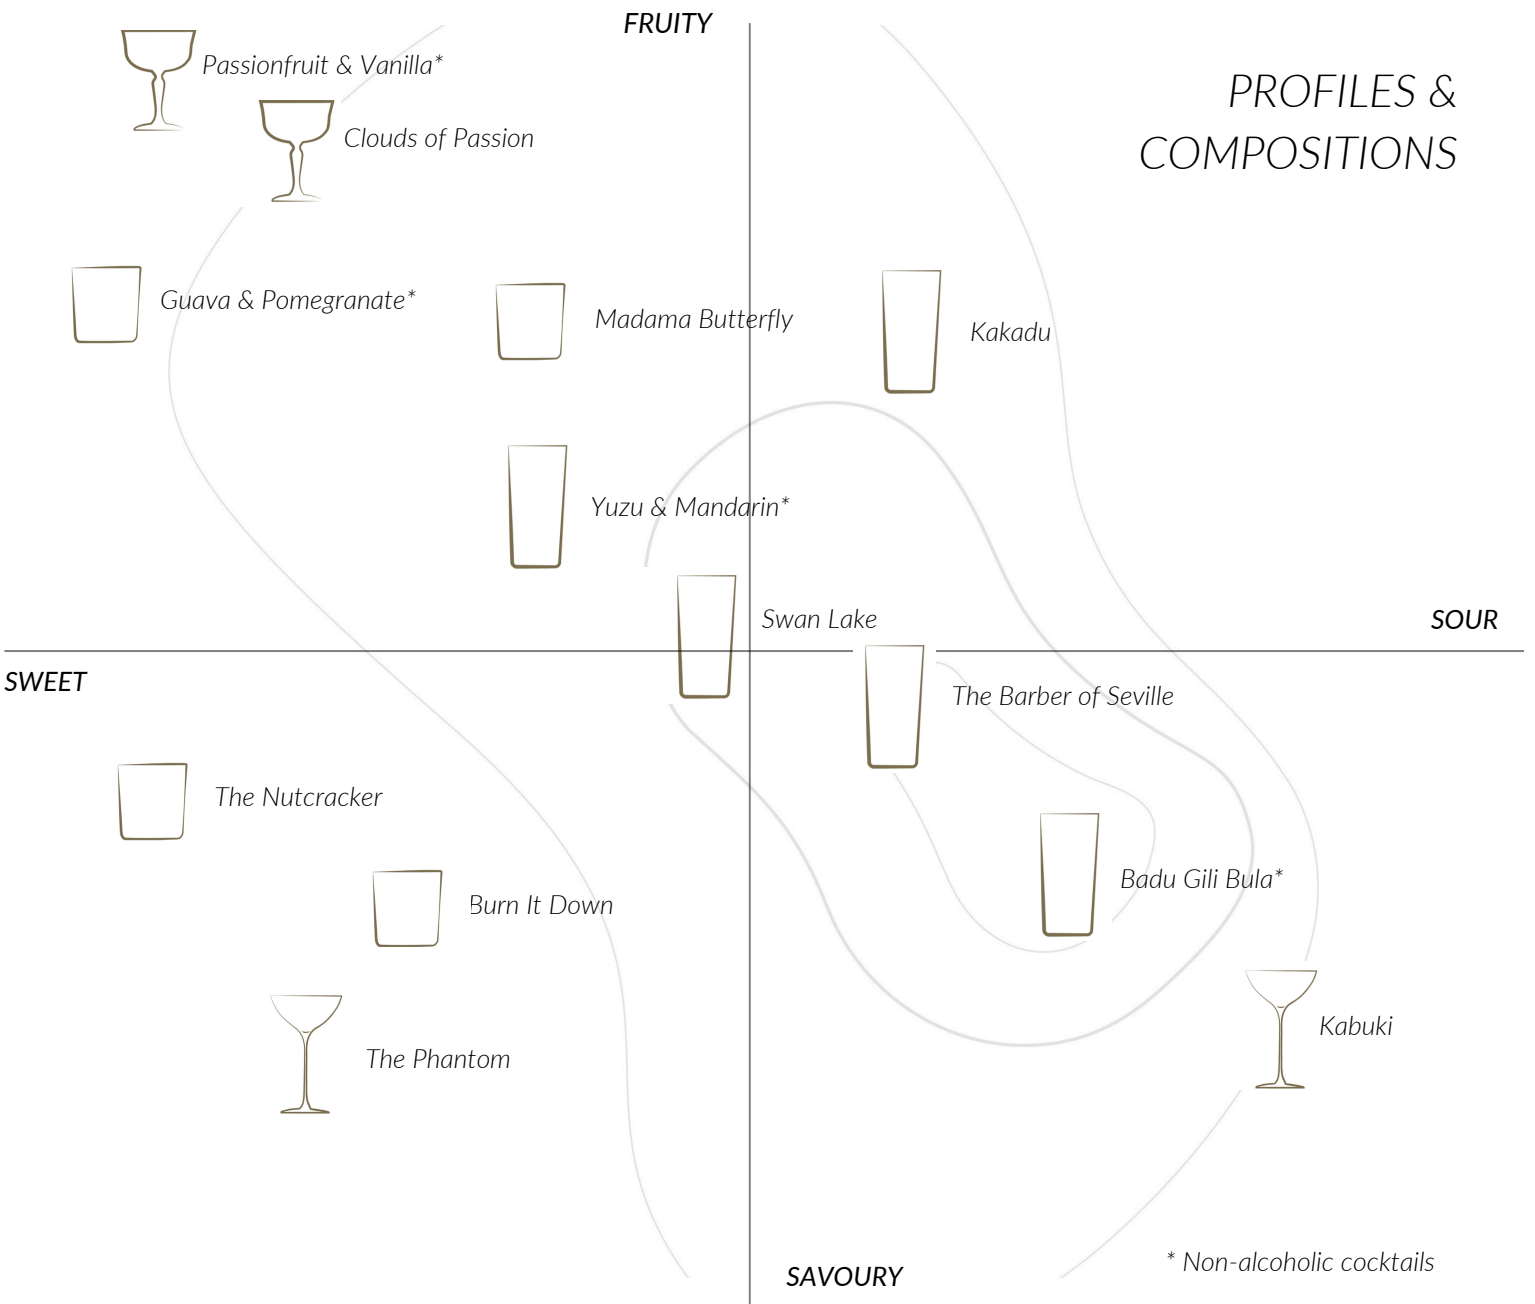 FRUITY
PROFILES &
COMPOSITIONS
Passionfruit & Vanilla*
Clouds of Passion
Guava & Pomegranate*
Madama Butterfly
Kakadu
Yuzu & Mandarin*
Swan Lake
SOUR
SWEET
The Barber of Seville
The Nutcracker
Badu Gili Bula*
Burn It Down
Kabuki
The Phantom
* Non-alcoholic cocktails
SAVOURY